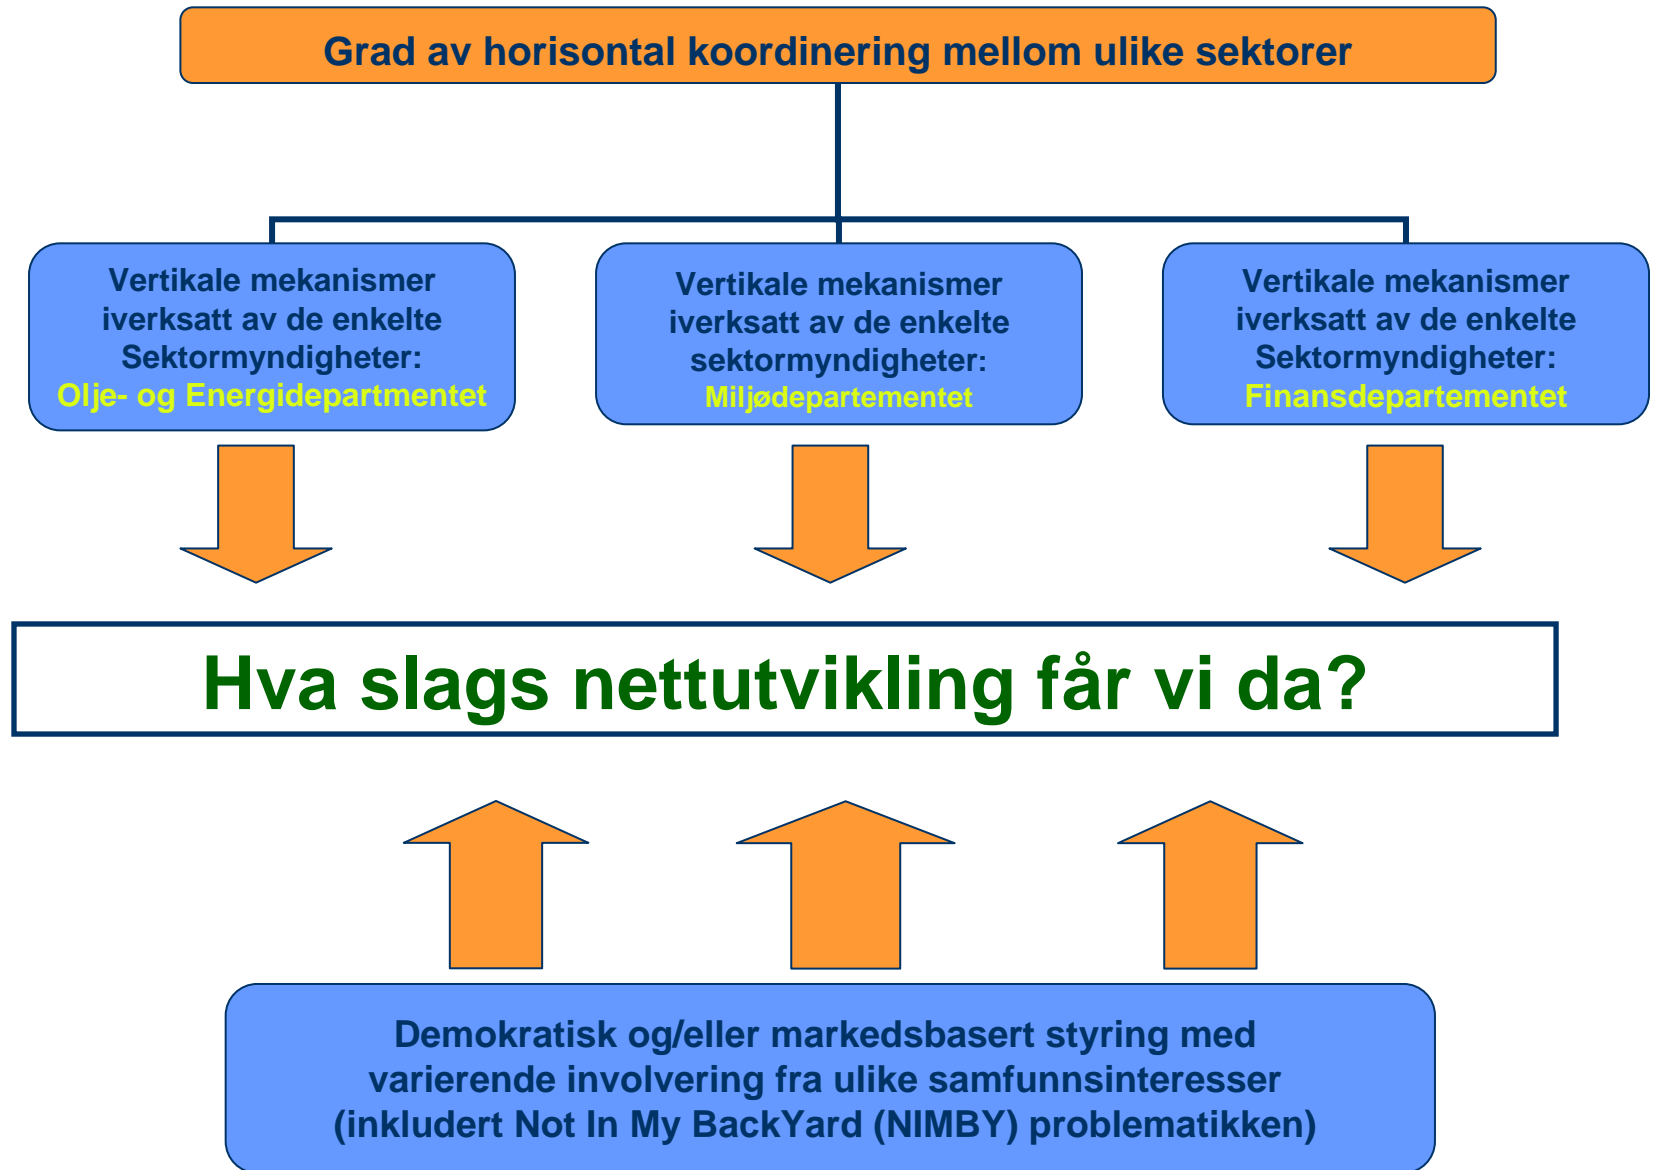 Grad av horisontal koordinering mellom ulike sektorer
Vertikale mekanismer
iverksatt av de enkelte
Sektormyndigheter:
Olje- og Energidepartmentet
Vertikale mekanismer
iverksatt av de enkelte
sektormyndigheter:
Miljødepartementet
Vertikale mekanismer
iverksatt av de enkelte
Sektormyndigheter:
Finansdepartementet
Hva slags nettutvikling får vi da?
Demokratisk og/eller markedsbasert styring med
varierende involvering fra ulike samfunnsinteresser
(inkludert Not In My BackYard (NIMBY) problematikken)